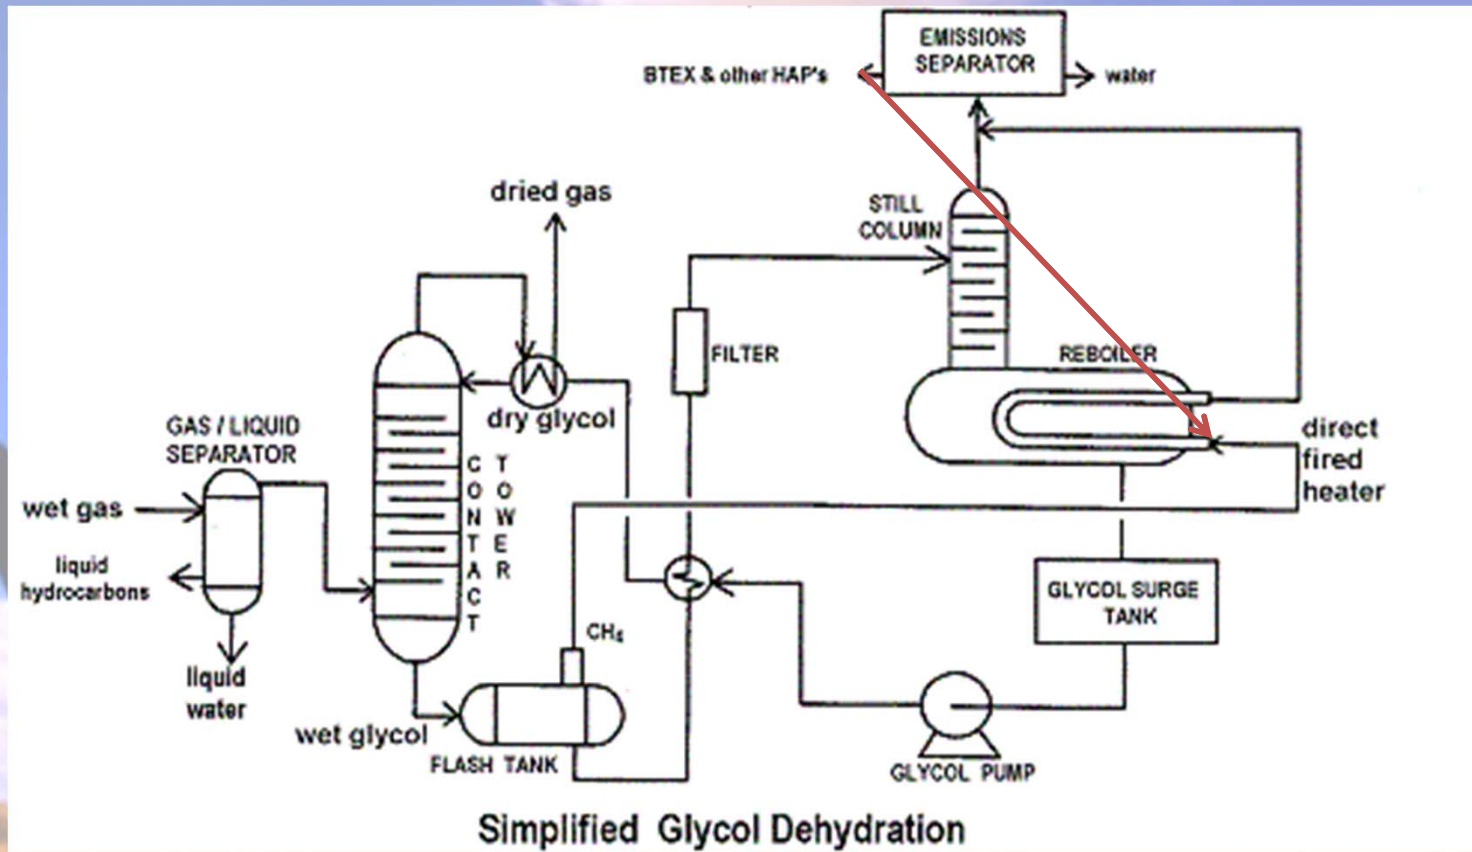 EMISSIONS
SEPARATOR
BTEX & other HAP's
water
dried gas
STILL
COLUMN
FILTER
REBOILER
dry glycol
GAS / LIQUID
SEPARATOR
CONTACT
TOWER
direct
fired
heater
wet gas
liquid
hydrocarbons
GLYCOL SURGE
TANK
CH₄
liquid
water
wet glycol
FLASH TANK
GLYCOL PUMP
Simplified Glycol Dehydration